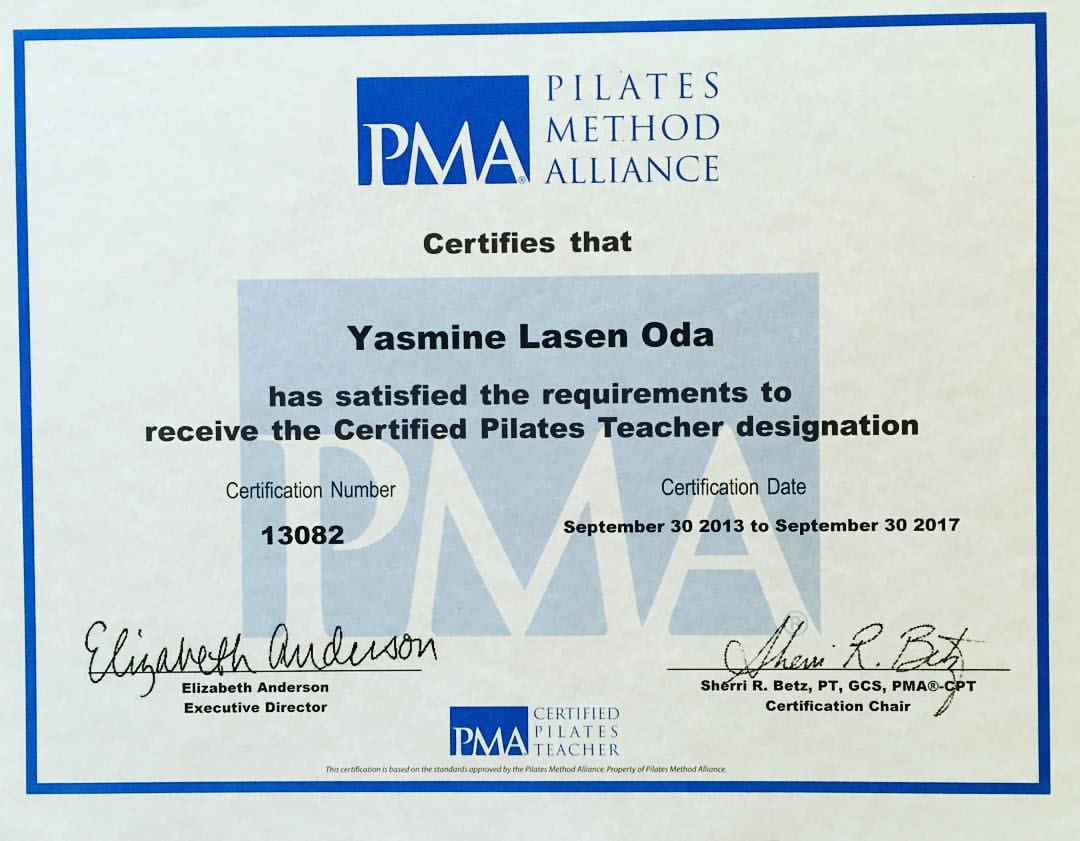 PMA®
PILATES
METHOD
ALLIANCE
Certifies that
Yasmine Lasen Oda
has satisfied the requirements to
receive the Certified Pilates Teacher designation
Certification Number
13082
Certification Date
September 30 2013 to September 30 2017
PMA®
Elizabeth Anderson
Elizabeth Anderson
Executive Director
Sherri R. Betz
Sherri R. Betz, PT, GCS, PMA®-CPT
Certification Chair
PMA
CERTIFIED
PILATES
TEACHER
This certification is based on the standards approved by the Pilates Method Alliance. Property of Pilates Method Alliance.